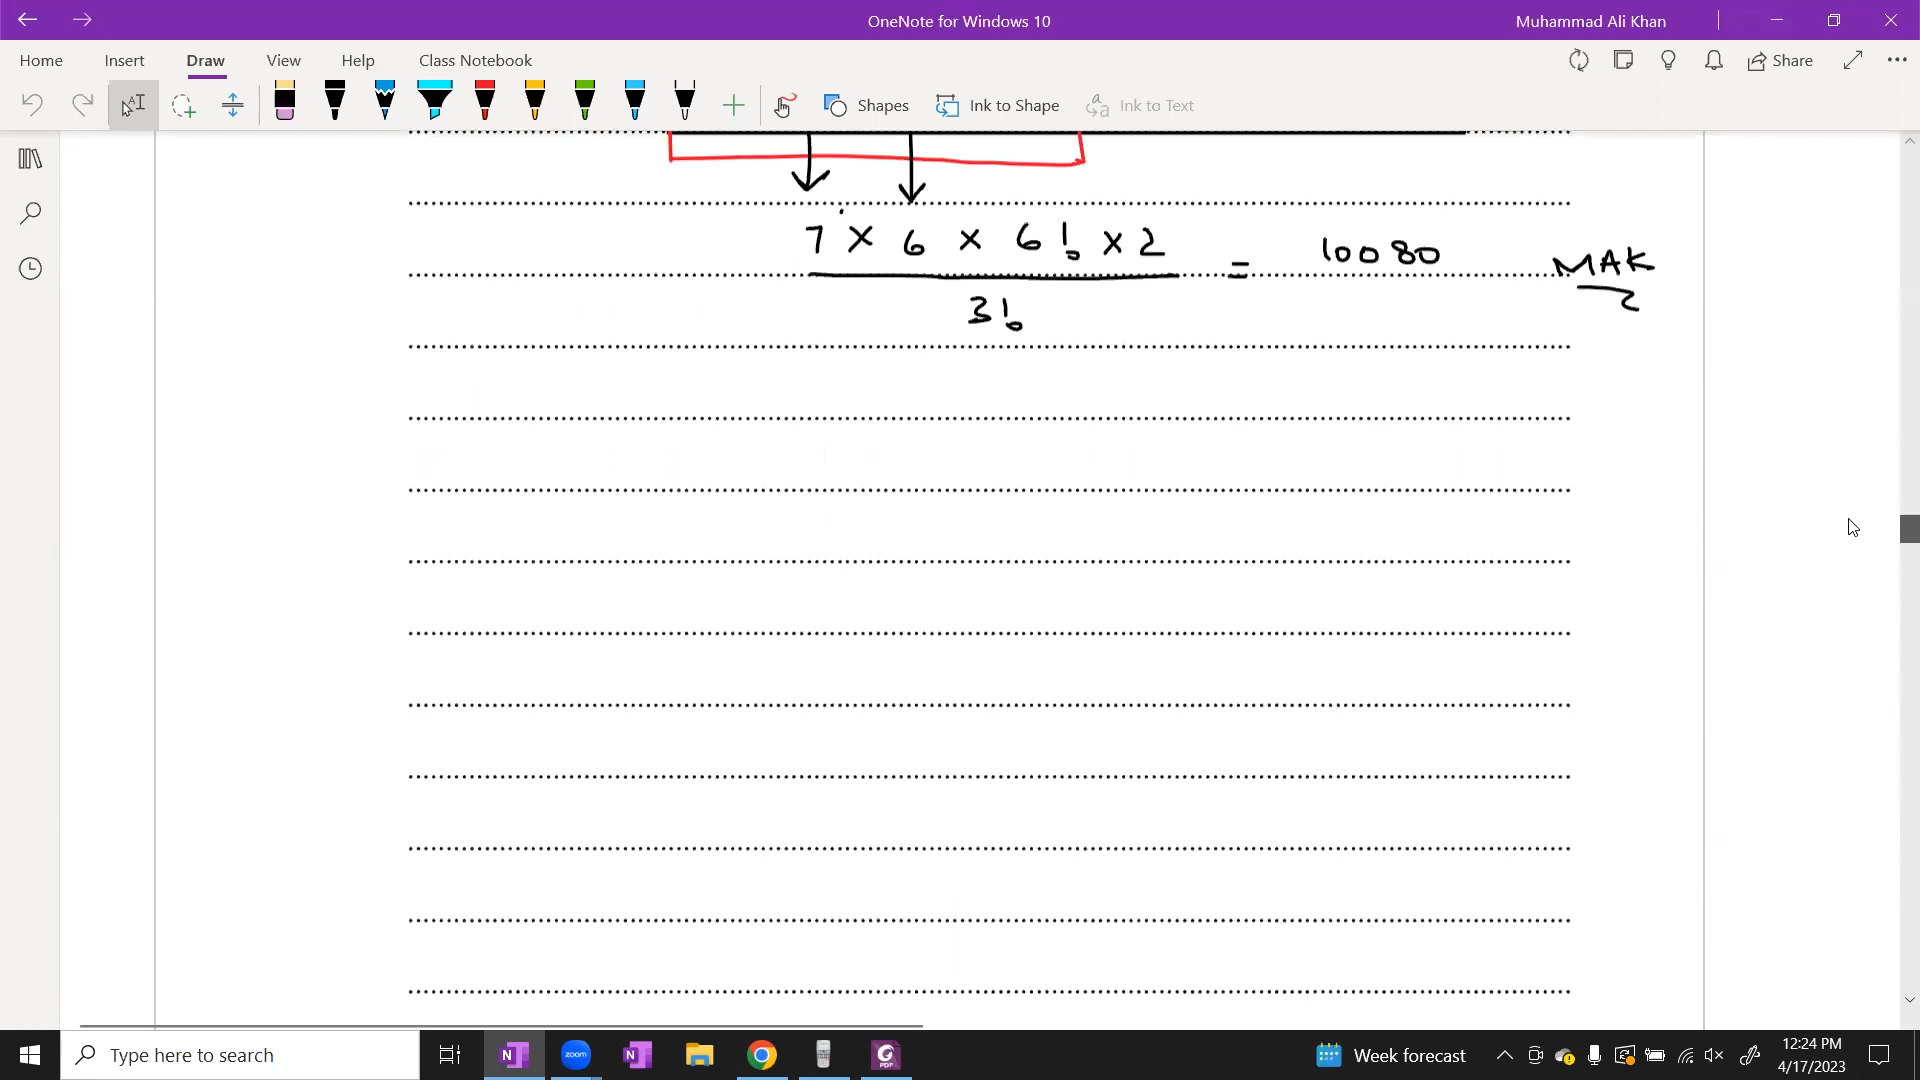 OneNote for Windows 10
Muhammad Ali Khan
Home Insert Draw View Help Class Notebook
Share
Shapes Ink to Shape Ink to Text
7 × 6 × 6! × 2
= 10080
MAK
3!
Type here to search
zoom
PDF
Week forecast
12:24 PM
4/17/2023